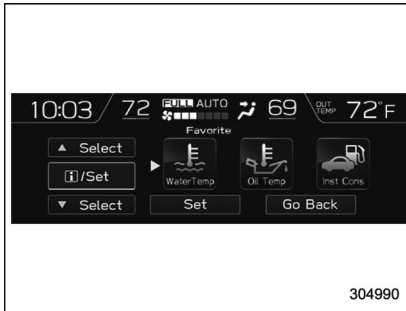 10:03 72 FULL AUTO 69 OUT TEMP 72°F
Favorite
▲ Select
i/Set
▼ Select
WaterTemp Oil Temp Inst Cons
Set Go Back
304990